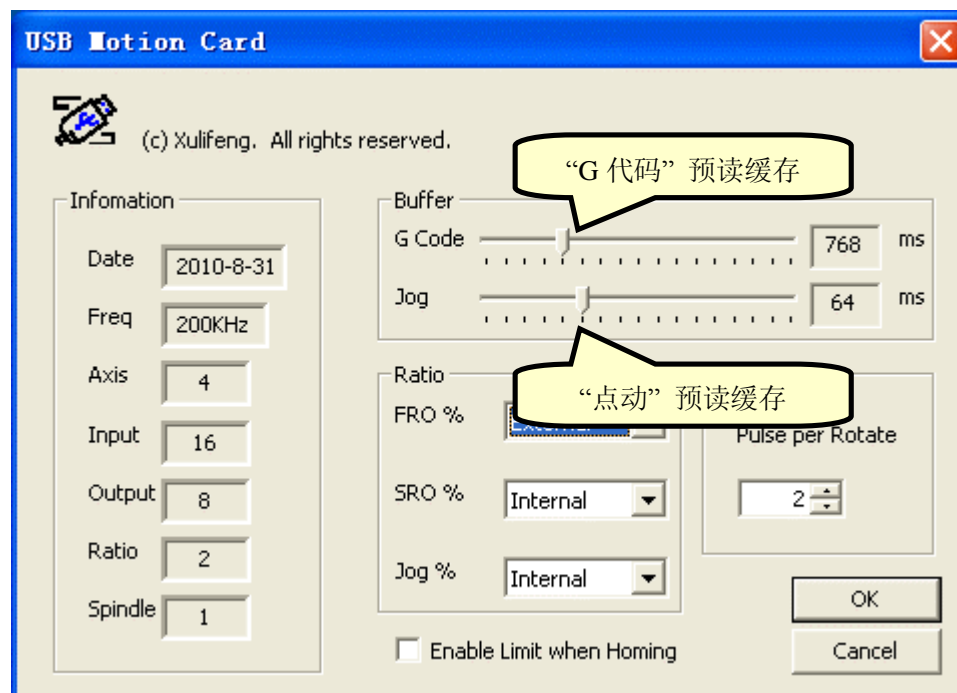 USB Motion Card
(c) Xulifeng. All rights reserved.
“G 代码” 预读缓存
Infomation
Date 2010-8-31
Freq 200KHz
Axis 4
Input 16
Output 8
Ratio 2
Spindle 1
Buffer
G Code 768 ms
Jog 64 ms
“点动” 预读缓存
Ratio
FRO %
SRO % Internal
Jog % Internal
Pulse per Rotate
2
Enable Limit when Homing
OK
Cancel